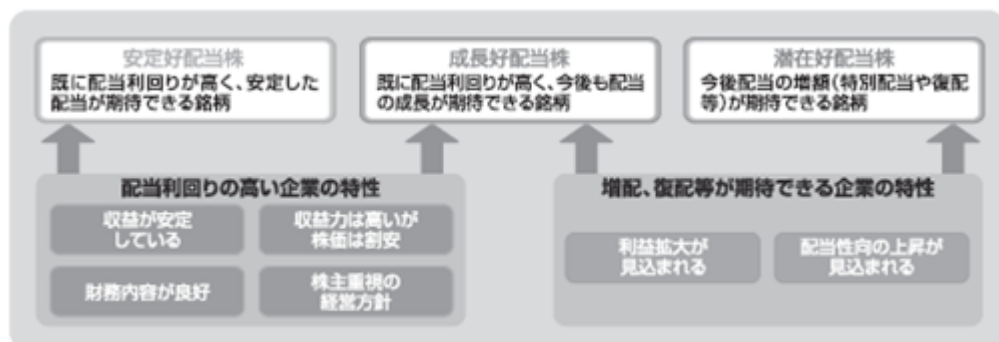 安定好配当株
既に配当利回りが高く、安定した
配当が期待できる銘柄
成長好配当株
既に配当利回りが高く、今後も配当
の成長が期待できる銘柄
潜在好配当株
今後配当の増額(特別配当や復配
等)が期待できる銘柄
配当利回りの高い企業の特性
収益が安定
している
収益力は高いが
株価は割安
財務内容が良好
株主重視の
経営方針
増配、復配等が期待できる企業の特性
利益拡大が
見込まれる
配当性向の上昇が
見込まれる